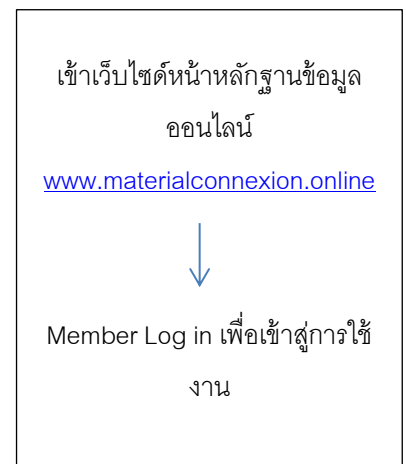 เข้าเว็บไซด์หน้าหลักฐานข้อมูล
ออนไลน์
www.materialconnexion.online
Member Log in เพื่อเข้าสู่การใช้
งาน